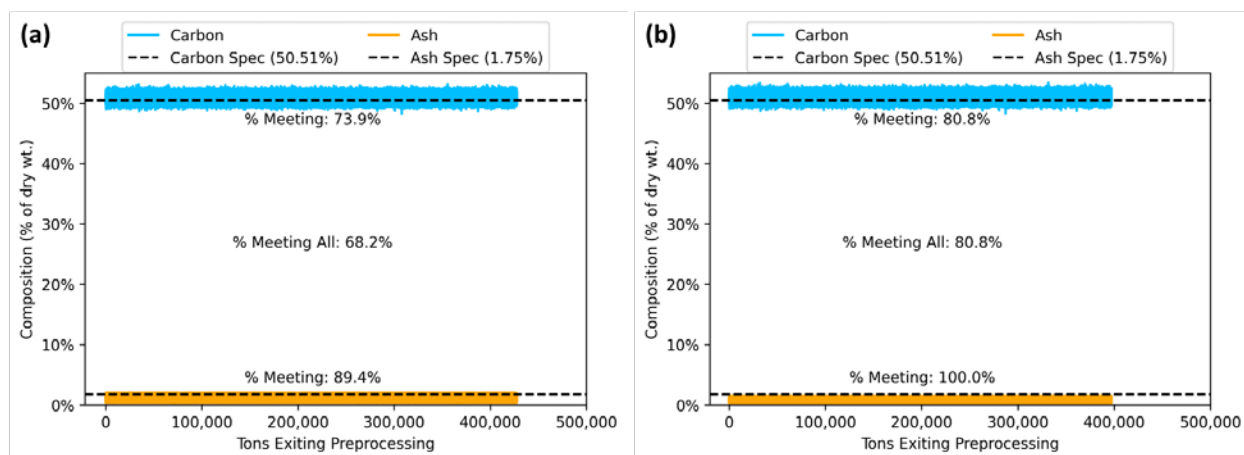 (a)
Carbon
Ash
Carbon Spec (50.51%)
Ash Spec (1.75%)
50%
40%
30%
20%
10%
0%
Composition (% of dry wt.)
% Meeting: 73.9%
% Meeting All: 68.2%
% Meeting: 89.4%
0
100,000
200,000
300,000
400,000
500,000
Tons Exiting Preprocessing
(b)
Carbon
Ash
Carbon Spec (50.51%)
Ash Spec (1.75%)
50%
40%
30%
20%
10%
0%
Composition (% of dry wt.)
% Meeting: 80.8%
% Meeting All: 80.8%
% Meeting: 100.0%
0
100,000
200,000
300,000
400,000
500,000
Tons Exiting Preprocessing